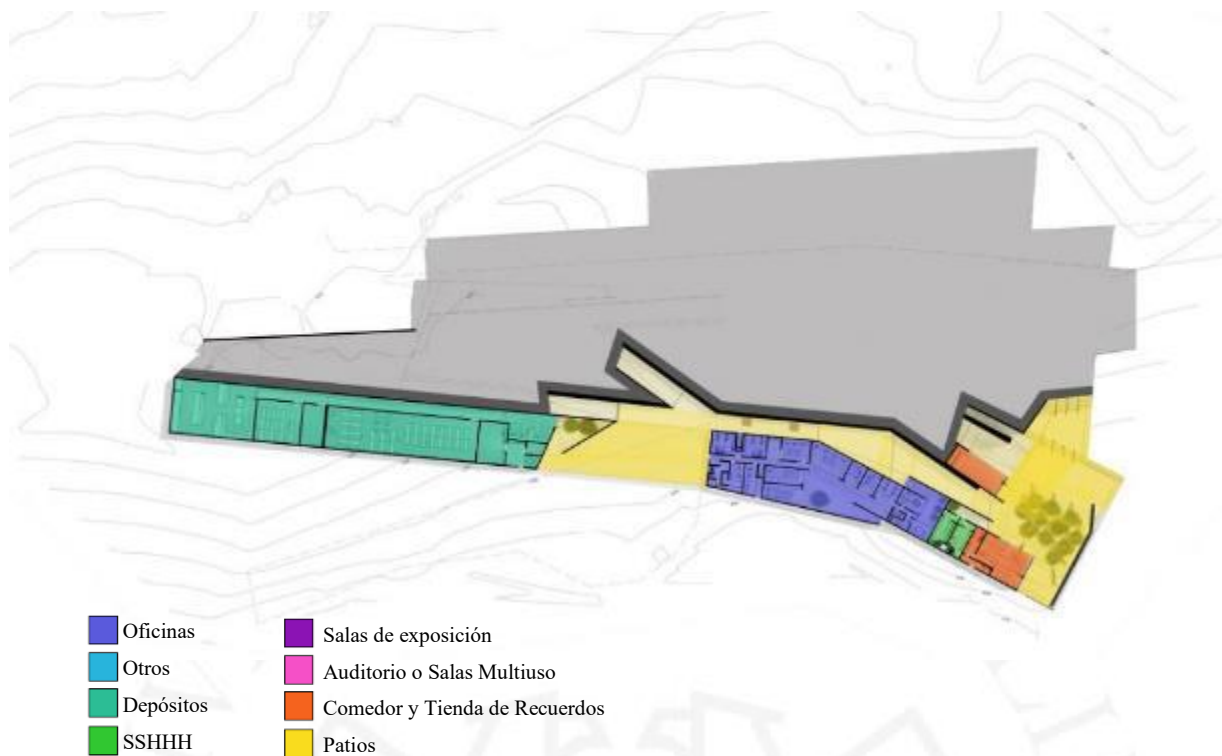 Oficinas
Otros
Depósitos
SSHHH
Salas de exposición
Auditorio o Salas Multiuso
Comedor y Tienda de Recuerdos
Patios